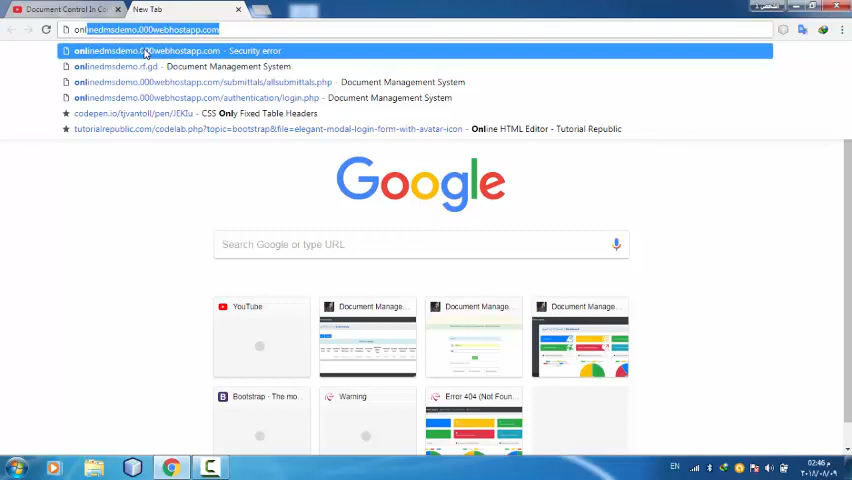 Document Control In Co
New Tab
onlinedmsdemo.000webhostapp.com
onlinedmsdemo.000webhostapp.com - Security error
onlinedmsdemo.rf.gd - Document Management System
onlinedmsdemo.000webhostapp.com/submittals/allsubmittals.php - Document Management System
onlinedmsdemo.000webhostapp.com/authentication/login.php - Document Management System
codepen.io/tjvantoll/pen/JEKIu - CSS Only Fixed Table Headers
tutorialrepublic.com/codelab.php?topic=bootstrap&file=elegant-modal-login-form-with-avatar-icon - Online HTML Editor - Tutorial Republic
Google
Search Google or type URL
YouTube
Document Manage...
Document Manage...
Document Manage...
Bootstrap · The mo...
Warning
Error 404 (Not Foun...
EN
02:46 م
٢٠١٨/٠٨/٠٩